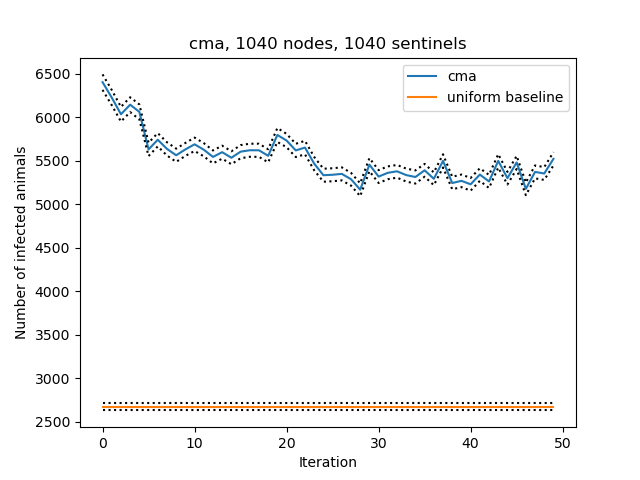 cma, 1040 nodes, 1040 sentinels
cma
uniform baseline
6500
6000
5500
5000
4500
4000
3500
3000
2500
Number of infected animals
0 10 20 30 40 50
Iteration